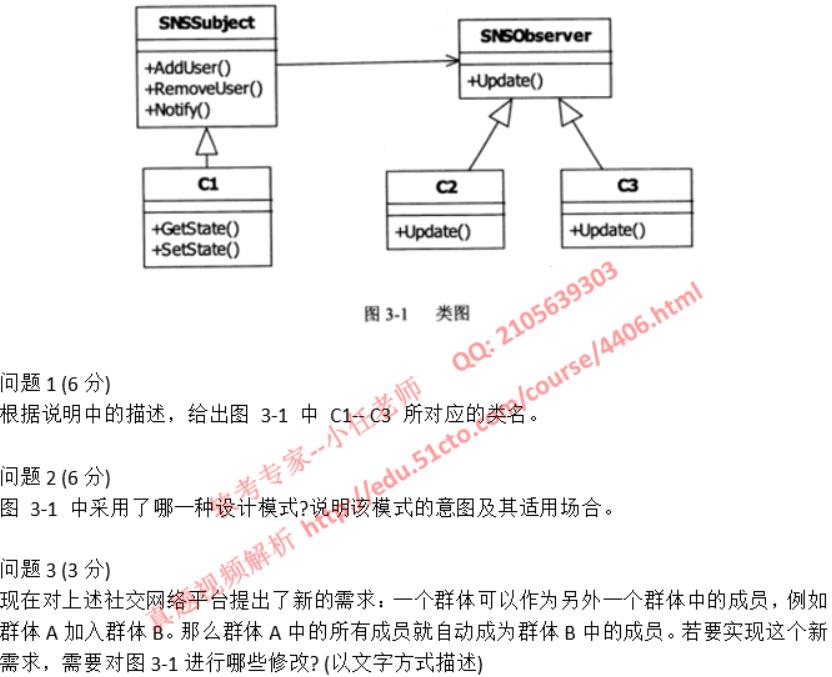 SNSSubject
+AddUser()
+RemoveUser()
+Notify()
SNSObserver
+Update()
C1
+GetState()
+SetState()
C2
+Update()
C3
+Update()
图 3-1 类图
QQ: 2105639303
软考专家--小任老师
真题视频解析 http://edu.51cto.com/course/4406.html
问题 1 (6 分)
根据说明中的描述，给出图 3-1 中 C1-- C3 所对应的类名。
问题 2 (6 分)
图 3-1 中采用了哪一种设计模式?说明该模式的意图及其适用场合。
问题 3 (3 分)
现在对上述社交网络平台提出了新的需求：一个群体可以作为另外一个群体中的成员，例如
群体 A 加入群体 B。那么群体 A 中的所有成员就自动成为群体 B 中的成员。若要实现这个新
需求，需要对图 3-1 进行哪些修改? (以文字方式描述)